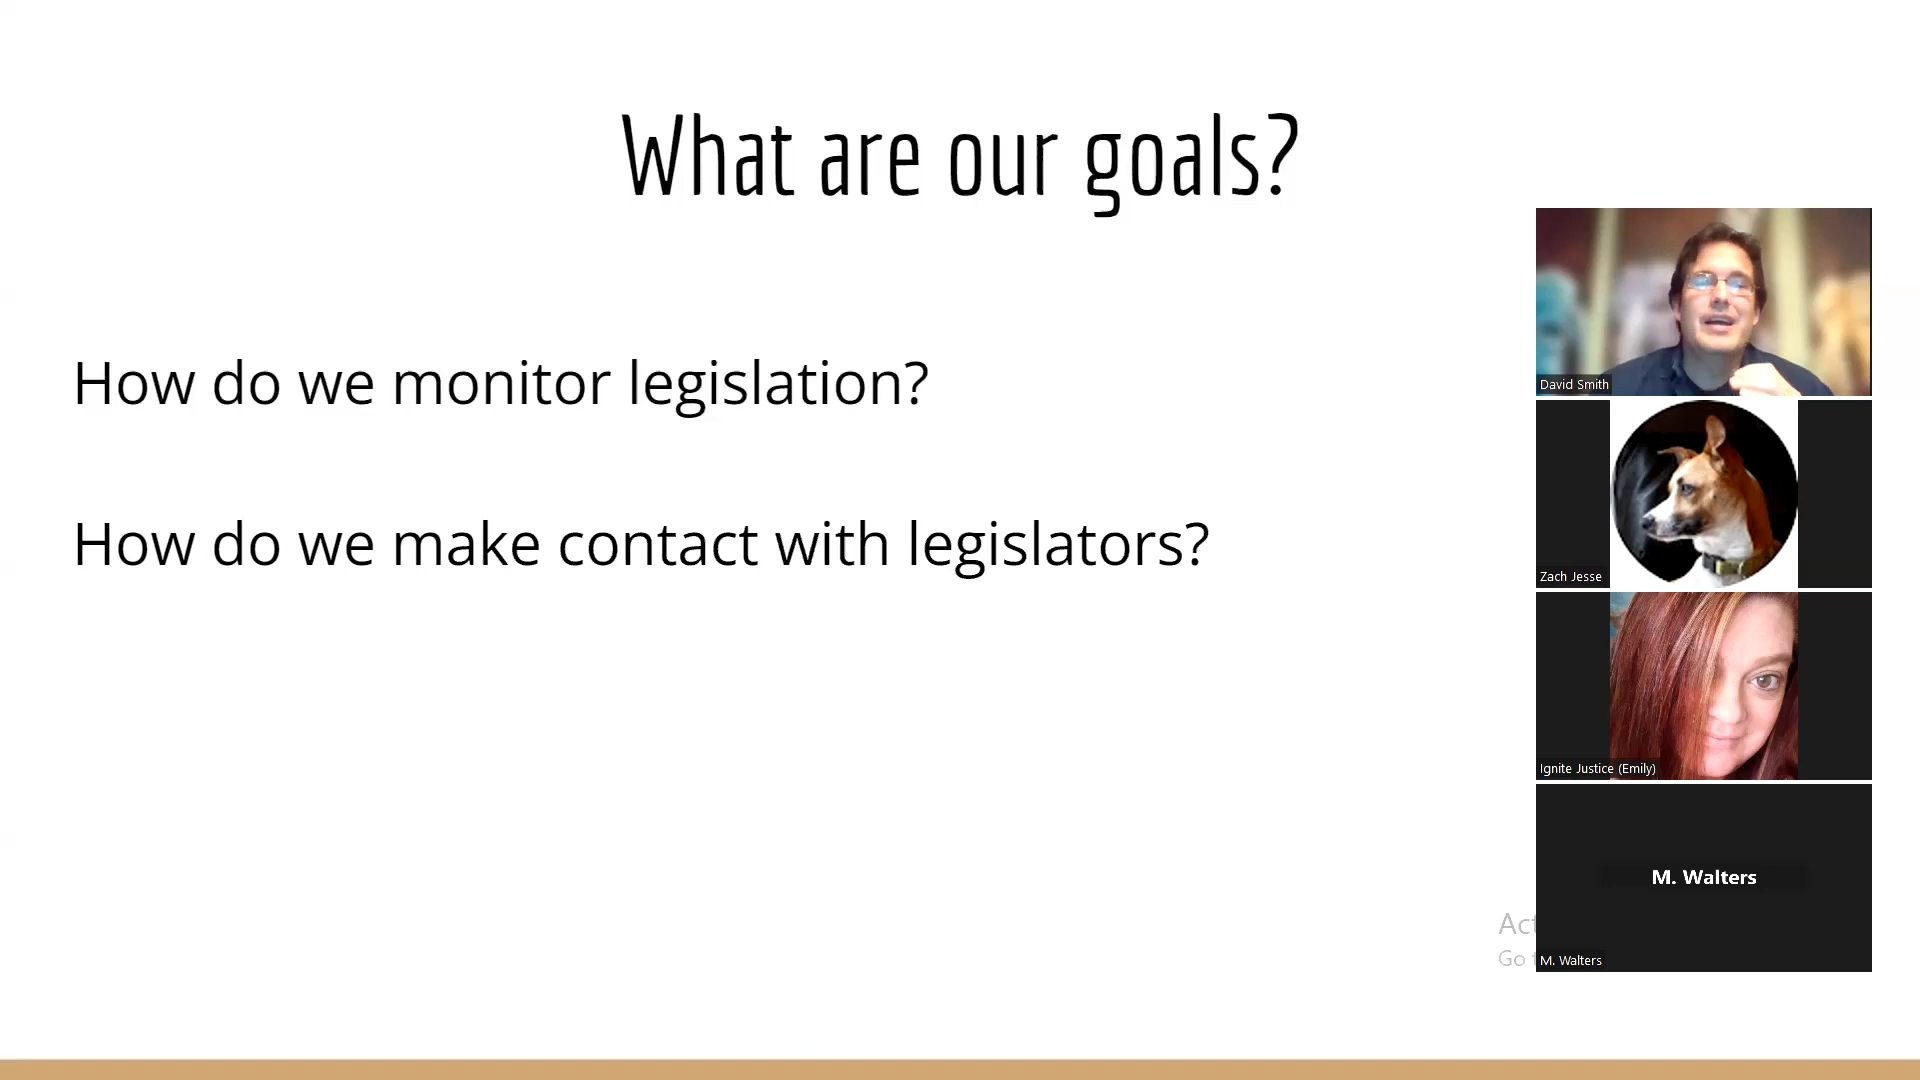 What are our goals?
How do we monitor legislation?
How do we make contact with legislators?
David Smith
Zach Jesse
Ignite Justice (Emily)
M. Walters
Go
M. Walters